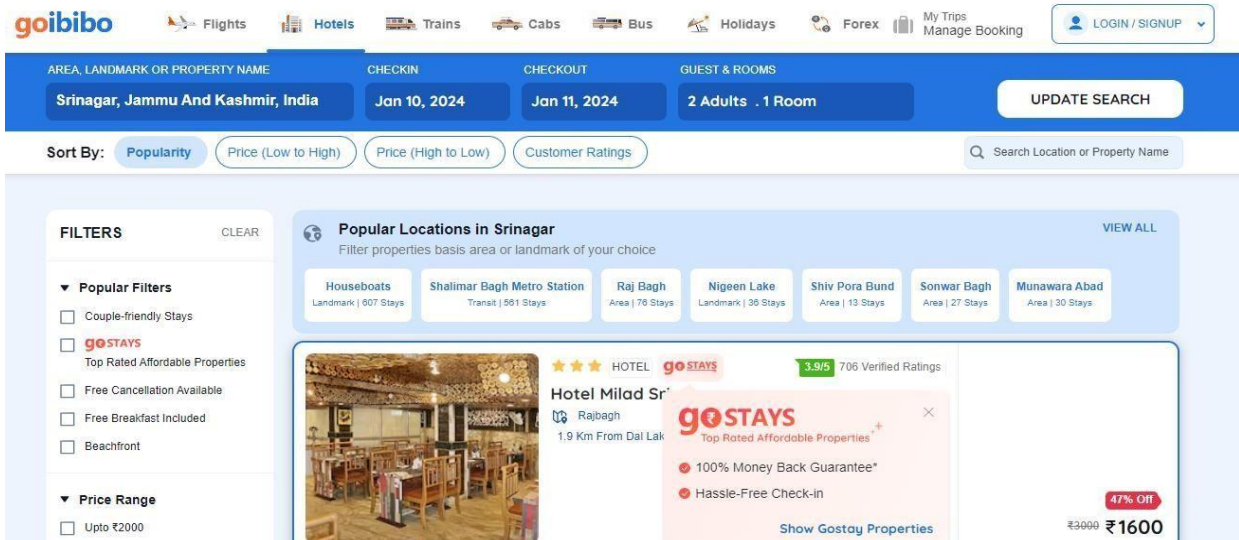 goibibo
Flights
Hotels
Trains
Cabs
Bus
Holidays
Forex
My Trips
Manage Booking
LOGIN / SIGNUP
AREA, LANDMARK OR PROPERTY NAME
CHECKIN
CHECKOUT
GUEST & ROOMS
Srinagar, Jammu And Kashmir, India
Jan 10, 2024
Jan 11, 2024
2 Adults . 1 Room
UPDATE SEARCH
Sort By:
Popularity
Price (Low to High)
Price (High to Low)
Customer Ratings
Search Location or Property Name
FILTERS
CLEAR
Popular Filters
Couple-friendly Stays
goSTAYS
Top Rated Affordable Properties
Free Cancellation Available
Free Breakfast Included
Beachfront
Price Range
Upto ₹2000
Popular Locations in Srinagar
VIEW ALL
Filter properties basis area or landmark of your choice
Houseboats
Landmark | 607 Stays
Shalimar Bagh Metro Station
Transit | 561 Stays
Raj Bagh
Area | 76 Stays
Nigeen Lake
Landmark | 36 Stays
Shiv Pora Bund
Area | 13 Stays
Sonwar Bagh
Area | 27 Stays
Munawara Abad
Area | 30 Stays
HOTEL
goSTAYS
3.9/5 706 Verified Ratings
Hotel Milad
Rajbagh
1.9 Km From Dal
goSTAYS
Top Rated Affordable Properties
100% Money Back Guarantee*
Hassle-Free Check-in
Show Gostay Properties
47% Off
₹3000 ₹1600